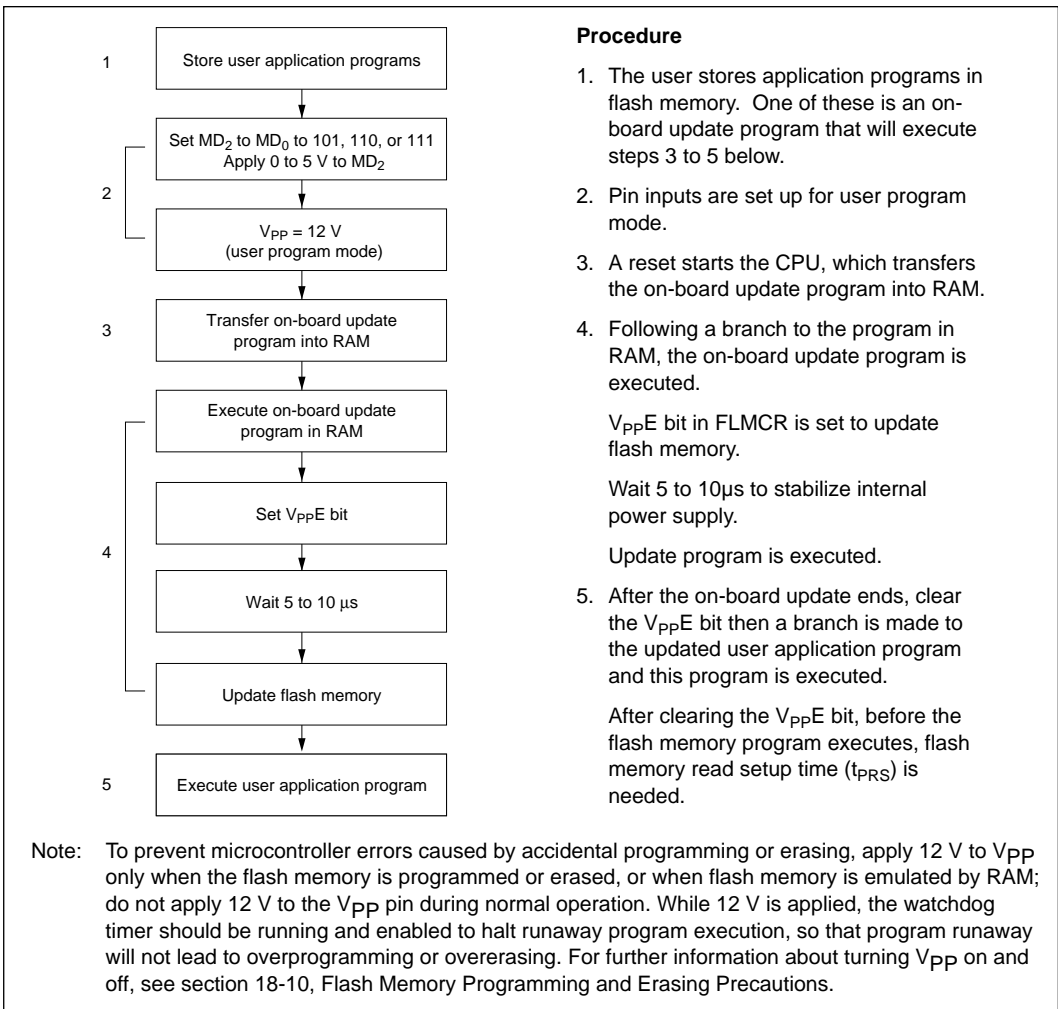 1
Store user application programs
Set MD2 to MD0 to 101, 110, or 111
Apply 0 to 5 V to MD2
2
VPP = 12 V
(user program mode)
3
Transfer on-board update
program into RAM
Execute on-board update
program in RAM
Set VPPE bit
4
Wait 5 to 10 µs
Update flash memory
5
Execute user application program
Procedure
1. The user stores application programs in
flash memory. One of these is an on-
board update program that will execute
steps 3 to 5 below.
2. Pin inputs are set up for user program
mode.
3. A reset starts the CPU, which transfers
the on-board update program into RAM.
4. Following a branch to the program in
RAM, the on-board update program is
executed.
VPPE bit in FLMCR is set to update
flash memory.
Wait 5 to 10µs to stabilize internal
power supply.
Update program is executed.
5. After the on-board update ends, clear
the VPPE bit then a branch is made to
the updated user application program
and this program is executed.
After clearing the VPPE bit, before the
flash memory program executes, flash
memory read setup time (tPRS) is
needed.
Note: To prevent microcontroller errors caused by accidental programming or erasing, apply 12 V to VPP
only when the flash memory is programmed or erased, or when flash memory is emulated by RAM;
do not apply 12 V to the VPP pin during normal operation. While 12 V is applied, the watchdog
timer should be running and enabled to halt runaway program execution, so that program runaway
will not lead to overprogramming or overerasing. For further information about turning VPP on and
off, see section 18-10, Flash Memory Programming and Erasing Precautions.